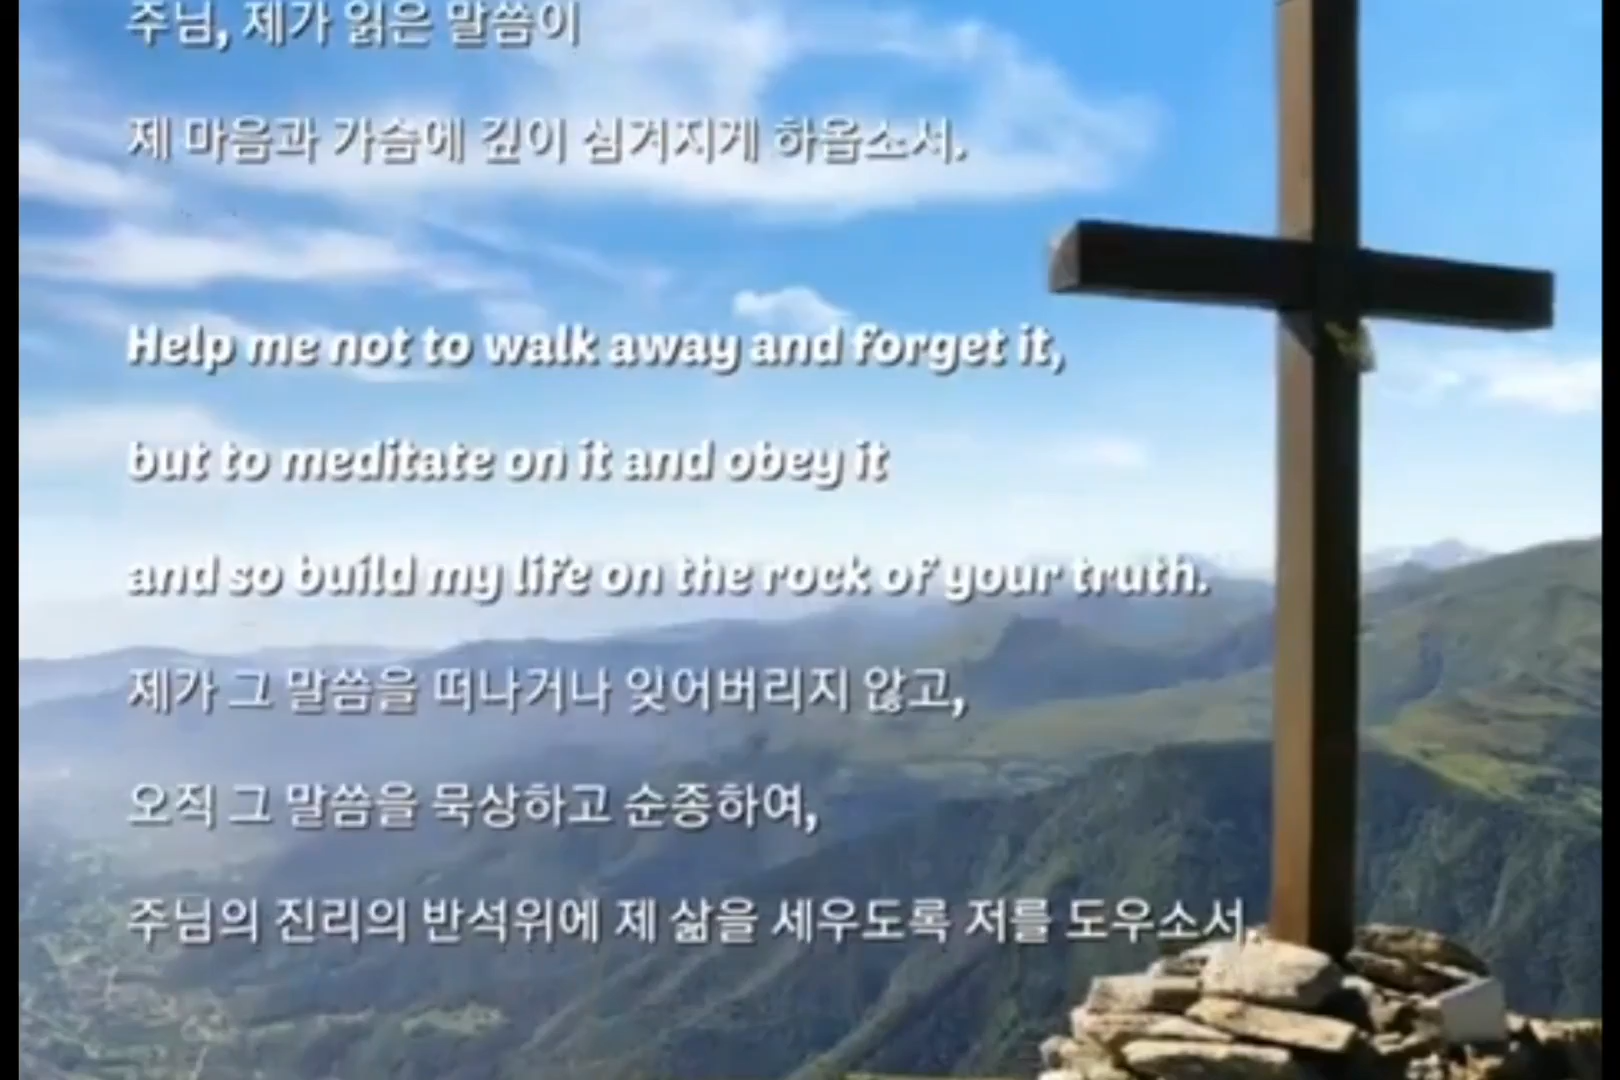 주님, 제가 읽은 말씀이
제 마음과 가슴에 깊이 심겨지게 하옵소서.
Help me not to walk away and forget it,
but to meditate on it and obey it
and so build my life on the rock of your truth.
제가 그 말씀을 떠나거나 잊어버리지 않고,
오직 그 말씀을 묵상하고 순종하여,
주님의 진리의 반석위에 제 삶을 세우도록 저를 도우소서.